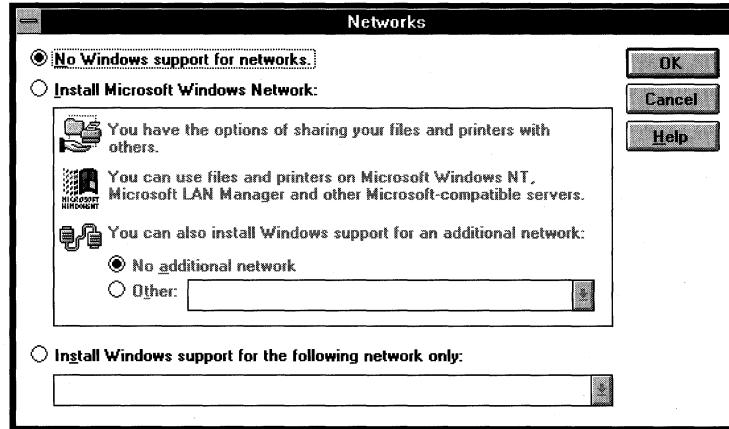 Networks
No Windows support for networks.
OK
Install Microsoft Windows Network:
Cancel
You have the options of sharing your files and printers with
others.
Help
You can use files and printers on Microsoft Windows NT,
Microsoft LAN Manager and other Microsoft-compatible servers.
MICROSOFT
WINDOWS NT
You can also install Windows support for an additional network:
No additional network
Other:
Install Windows support for the following network only: